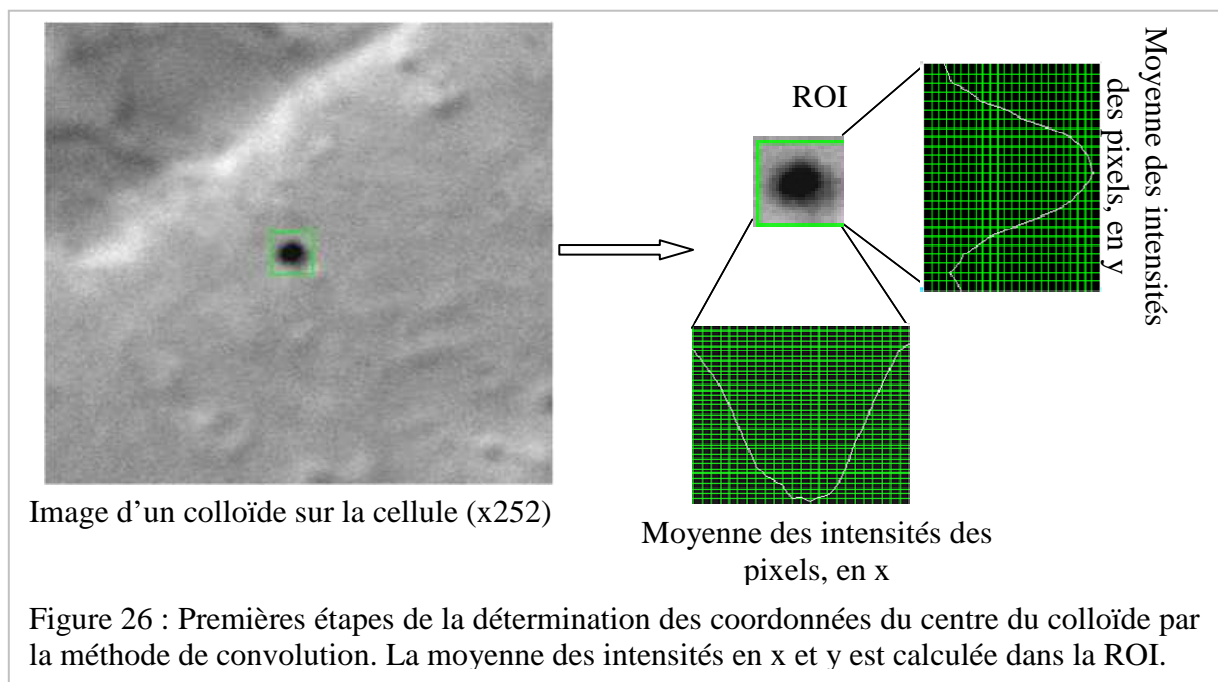 ROI
Moyenne des intensités
des pixels, en y
Image d’un colloïde sur la cellule (x252)
Moyenne des intensités des
pixels, en x
Figure 26 : Premières étapes de la détermination des coordonnées du centre du colloïde par
la méthode de convolution. La moyenne des intensités en x et y est calculée dans la ROI.